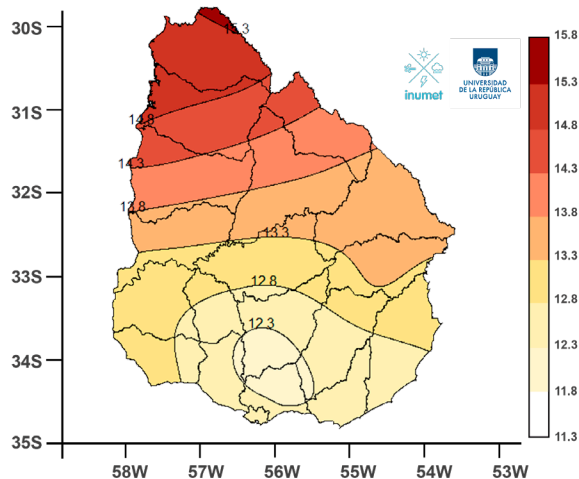 30S
31S
32S
33S
34S
35S
58W
57W
56W
55W
54W
53W
15.3
14.8
14.3
13.8
13.3
12.8
12.3
inumet
UNIVERSIDAD
DE LA REPÚBLICA
URUGUAY
15.8
15.3
14.8
14.3
13.8
13.3
12.8
12.3
11.8
11.3